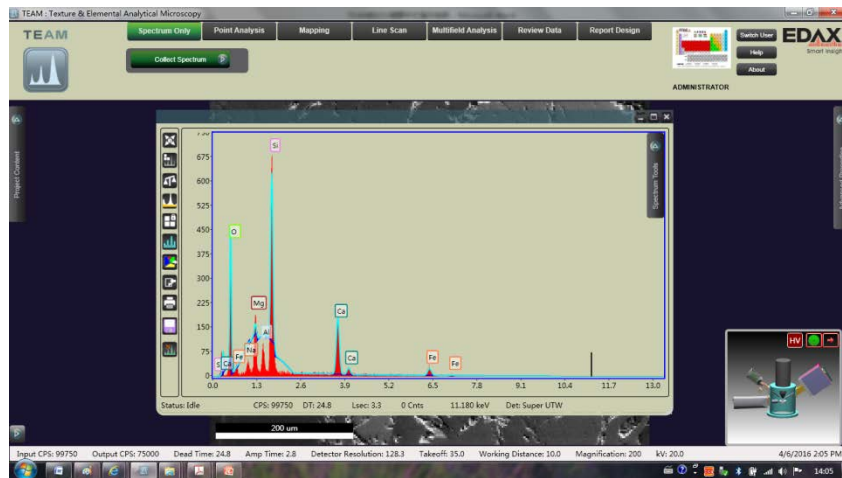 TEAM : Texture & Elemental Analytical Microscopy
TEAM
Spectrum Only Point Analysis Mapping Line Scan Multifield Analysis Review Data Report Design
Collect Spectrum
Switch User
Help
About
ADMINISTRATOR
EDAX
Smart Insight
Project Content
Spectrum Tools
750
675
600
525
450
375
300
225
150
75
0
Si
O
Mg
Al
Na
Fe
Ca
S
Ca
Ca
Fe
Fe
0.0 1.3 2.6 3.9 5.2 6.5 7.8 9.1 10.4 11.7 13.0
Status: Idle CPS: 99750 DT: 24.8 Lsec: 3.3 0 Cnts 11.180 keV Det: Super UTW
200 um
HV
Input CPS: 99750 Output CPS: 75000 Dead Time: 24.8 Amp Time: 2.8 Detector Resolution: 128.3 Takeoff: 35.0 Working Distance: 10.0 Magnification: 200 kV: 20.0 4/6/2016 2:05 PM
14:05